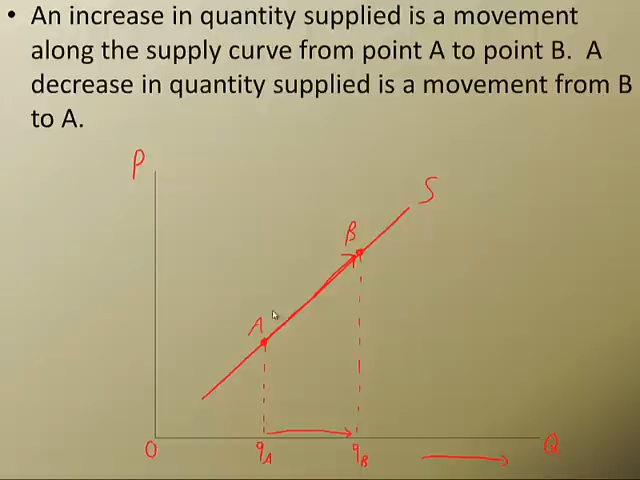 • An increase in quantity supplied is a movement
along the supply curve from point A to point B.  A
decrease in quantity supplied is a movement from B
to A.
P
S
B
A
O
qA
qB
Q